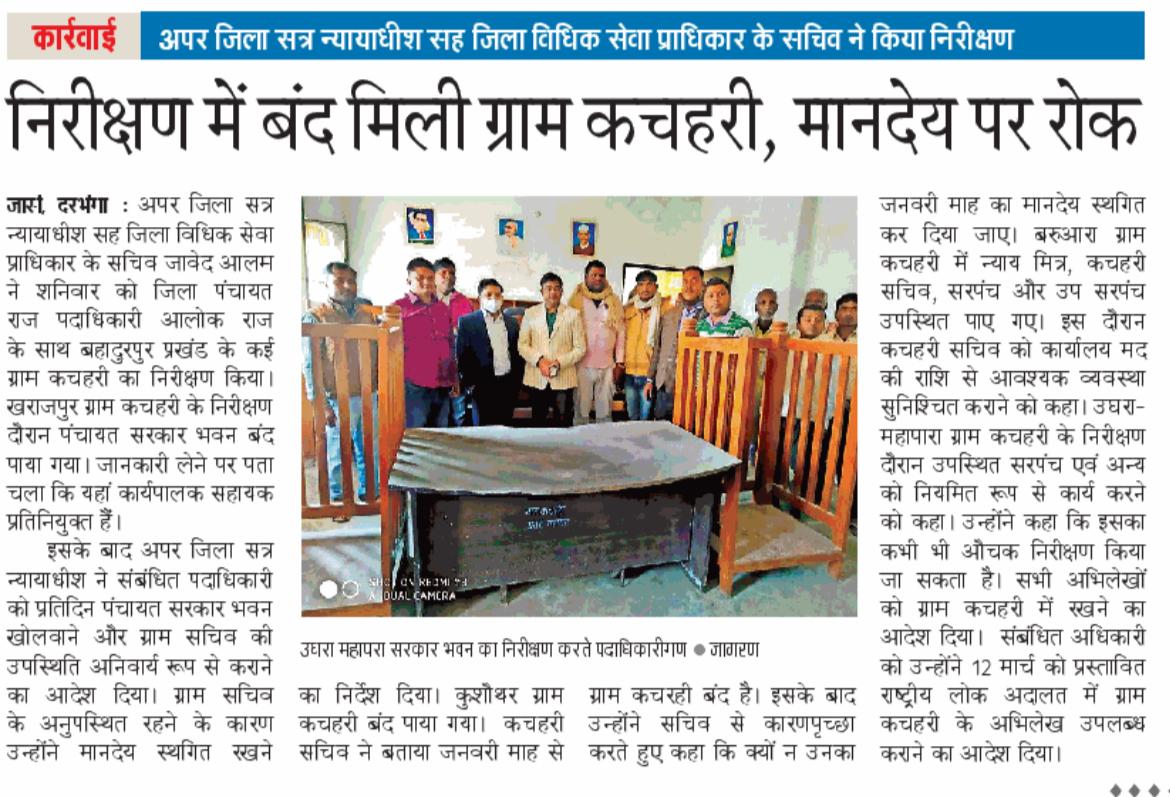 कार्रवाई
अपर जिला सत्र न्यायाधीश सह जिला विधिक सेवा प्राधिकार के सचिव ने किया निरीक्षण
निरीक्षण में बंद मिली ग्राम कचहरी, मानदेय पर रोक
जासं, दरभंगा : अपर जिला सत्र
न्यायाधीश सह जिला विधिक सेवा
प्राधिकार के सचिव जावेद आलम
ने शनिवार को जिला पंचायत
राज पदाधिकारी आलोक राज
के साथ बहादुरपुर प्रखंड के कई
ग्राम कचहरी का निरीक्षण किया।
खराजपुर ग्राम कचहरी के निरीक्षण
दौरान पंचायत सरकार भवन बंद
पाया गया। जानकारी लेने पर पता
चला कि यहां कार्यपालक सहायक
प्रतिनियुक्त हैं।
इसके बाद अपर जिला सत्र
न्यायाधीश ने संबंधित पदाधिकारी
को प्रतिदिन पंचायत सरकार भवन
खोलवाने और ग्राम सचिव की
उपस्थिति अनिवार्य रूप से कराने
का आदेश दिया। ग्राम सचिव
के अनुपस्थित रहने के कारण
उन्होंने मानदेय स्थगित रखने
SHOT ON REDMI Y3
AI DUAL CAMERA
उघरा महापरा सरकार भवन का निरीक्षण करते पदाधिकारीगण ● जागरण
का निर्देश दिया। कुशौथर ग्राम
कचहरी बंद पाया गया। कचहरी
सचिव ने बताया जनवरी माह से
ग्राम कचरही बंद है। इसके बाद
उन्होंने सचिव से कारणपृच्छा
करते हुए कहा कि क्यों न उनका
जनवरी माह का मानदेय स्थगित
कर दिया जाए। बरुआरा ग्राम
कचहरी में न्याय मित्र, कचहरी
सचिव, सरपंच और उप सरपंच
उपस्थित पाए गए। इस दौरान
कचहरी सचिव को कार्यालय मद
की राशि से आवश्यक व्यवस्था
सुनिश्चित कराने को कहा। उघरा-
महापारा ग्राम कचहरी के निरीक्षण
दौरान उपस्थित सरपंच एवं अन्य
को नियमित रूप से कार्य करने
को कहा। उन्होंने कहा कि इसका
कभी भी औचक निरीक्षण किया
जा सकता है। सभी अभिलेखों
को ग्राम कचहरी में रखने का
आदेश दिया। संबंधित अधिकारी
को उन्होंने 12 मार्च को प्रस्तावित
राष्ट्रीय लोक अदालत में ग्राम
कचहरी के अभिलेख उपलब्ध
कराने का आदेश दिया।